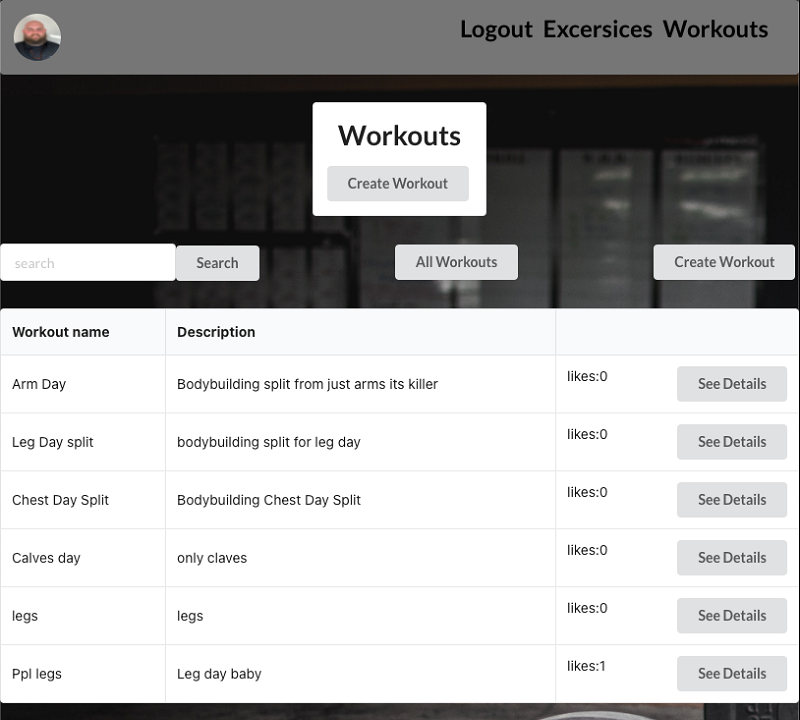 Logout Excersices Workouts
Workouts
Create Workout
search Search All Workouts Create Workout
Workout name Description
Arm Day Bodybuilding split from just arms its killer likes:0 See Details
Leg Day split bodybuilding split for leg day likes:0 See Details
Chest Day Split Bodybuilding Chest Day Split likes:0 See Details
Calves day only claves likes:0 See Details
legs legs likes:0 See Details
Ppl legs Leg day baby likes:1 See Details